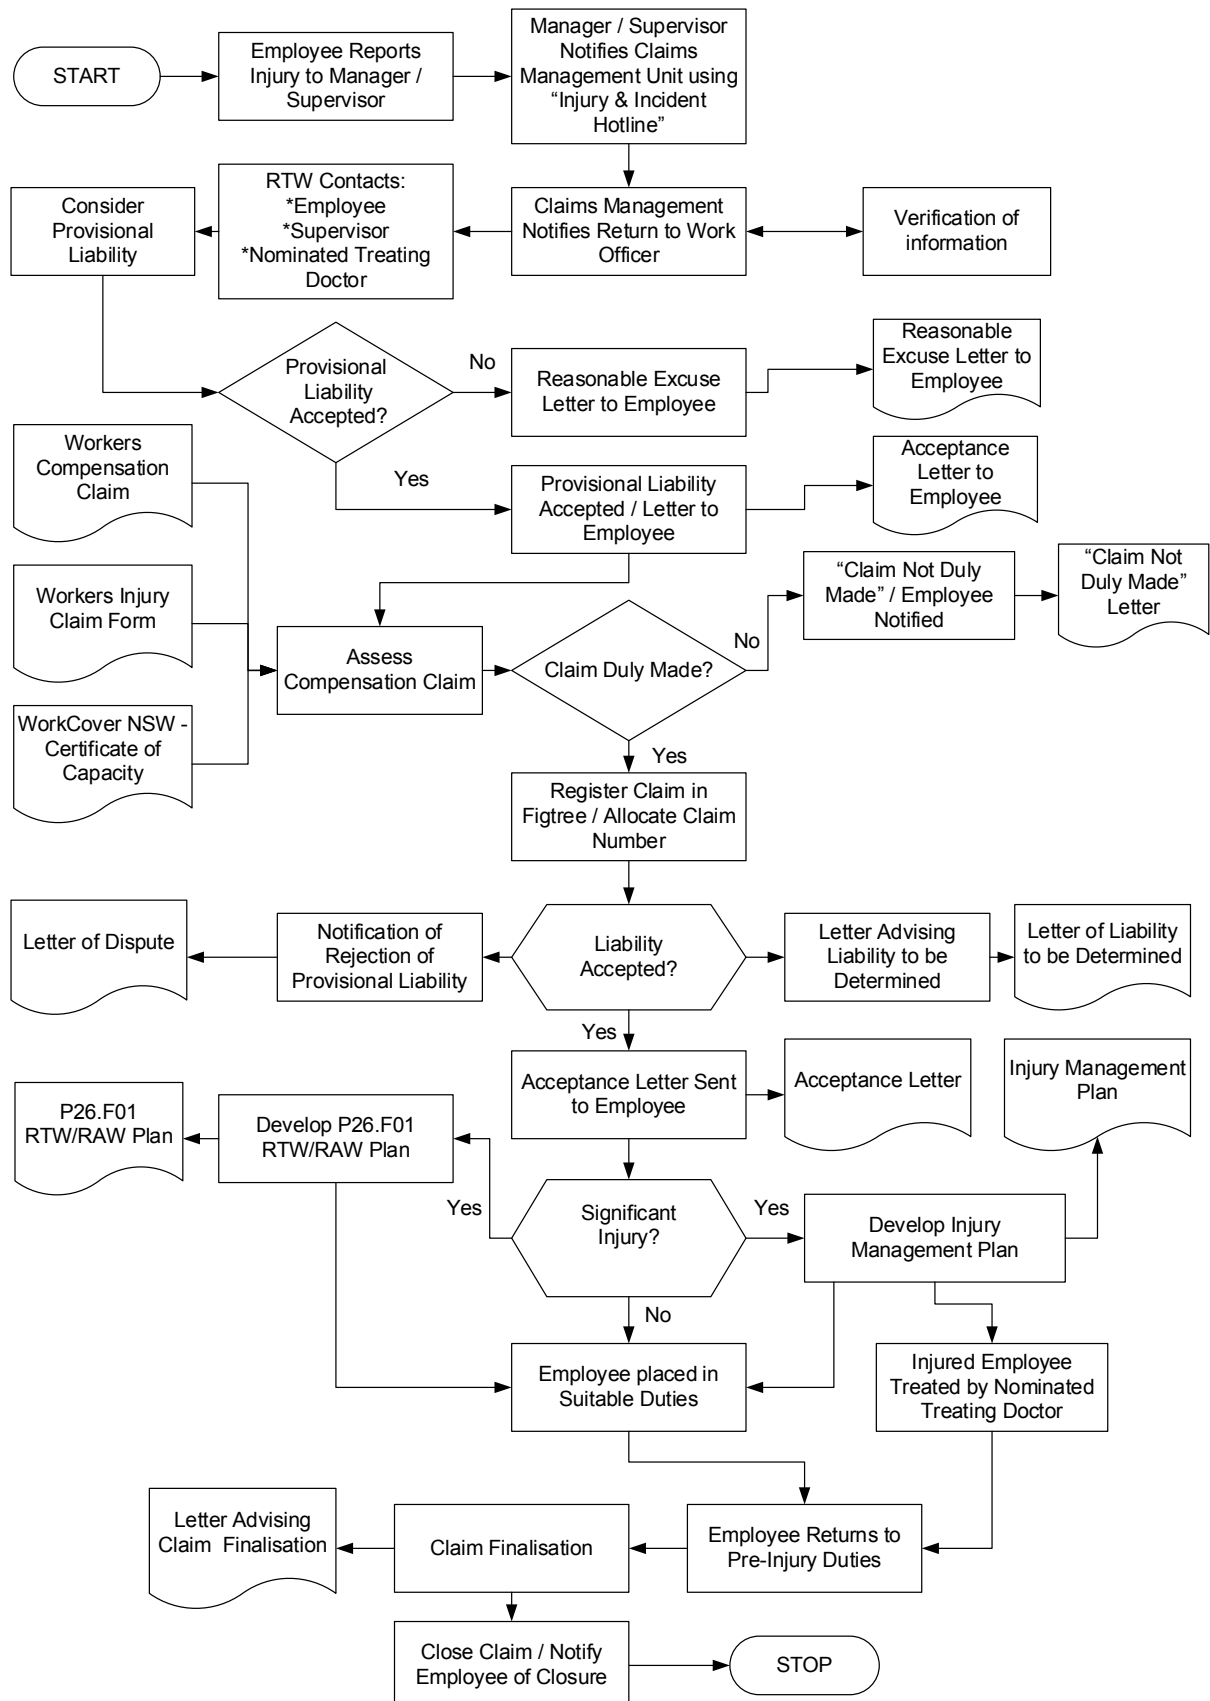 START
Employee Reports
Injury to Manager /
Supervisor
Manager / Supervisor
Notifies Claims
Management Unit using
“Injury & Incident
Hotline”
Consider
Provisional
Liability
RTW Contacts:
*Employee
*Supervisor
*Nominated Treating
Doctor
Claims Management
Notifies Return to Work
Officer
Verification of
information
Provisional
Liability
Accepted?
No
Reasonable Excuse
Letter to Employee
Reasonable
Excuse Letter to
Employee
Workers
Compensation
Claim
Yes
Provisional Liability
Accepted / Letter to
Employee
Acceptance
Letter to
Employee
Workers Injury
Claim Form
Assess
Compensation Claim
Claim Duly Made?
No
“Claim Not Duly
Made” / Employee
Notified
“Claim Not
Duly Made”
Letter
WorkCover NSW -
Certificate of
Capacity
Yes
Register Claim in
Figtree / Allocate Claim
Number
Letter of Dispute
Notification of
Rejection of
Provisional Liability
Liability
Accepted?
Letter Advising
Liability to be
Determined
Letter of Liability
to be Determined
Yes
Acceptance Letter Sent
to Employee
Acceptance Letter
Injury Management
Plan
P26.F01
RTW/RAW Plan
Develop P26.F01
RTW/RAW Plan
Yes
Significant
Injury?
Yes
Develop Injury
Management Plan
No
Employee placed in
Suitable Duties
Injured Employee
Treated by Nominated
Treating Doctor
Letter Advising
Claim  Finalisation
Claim Finalisation
Employee Returns to
Pre-Injury Duties
Close Claim / Notify
Employee of Closure
STOP